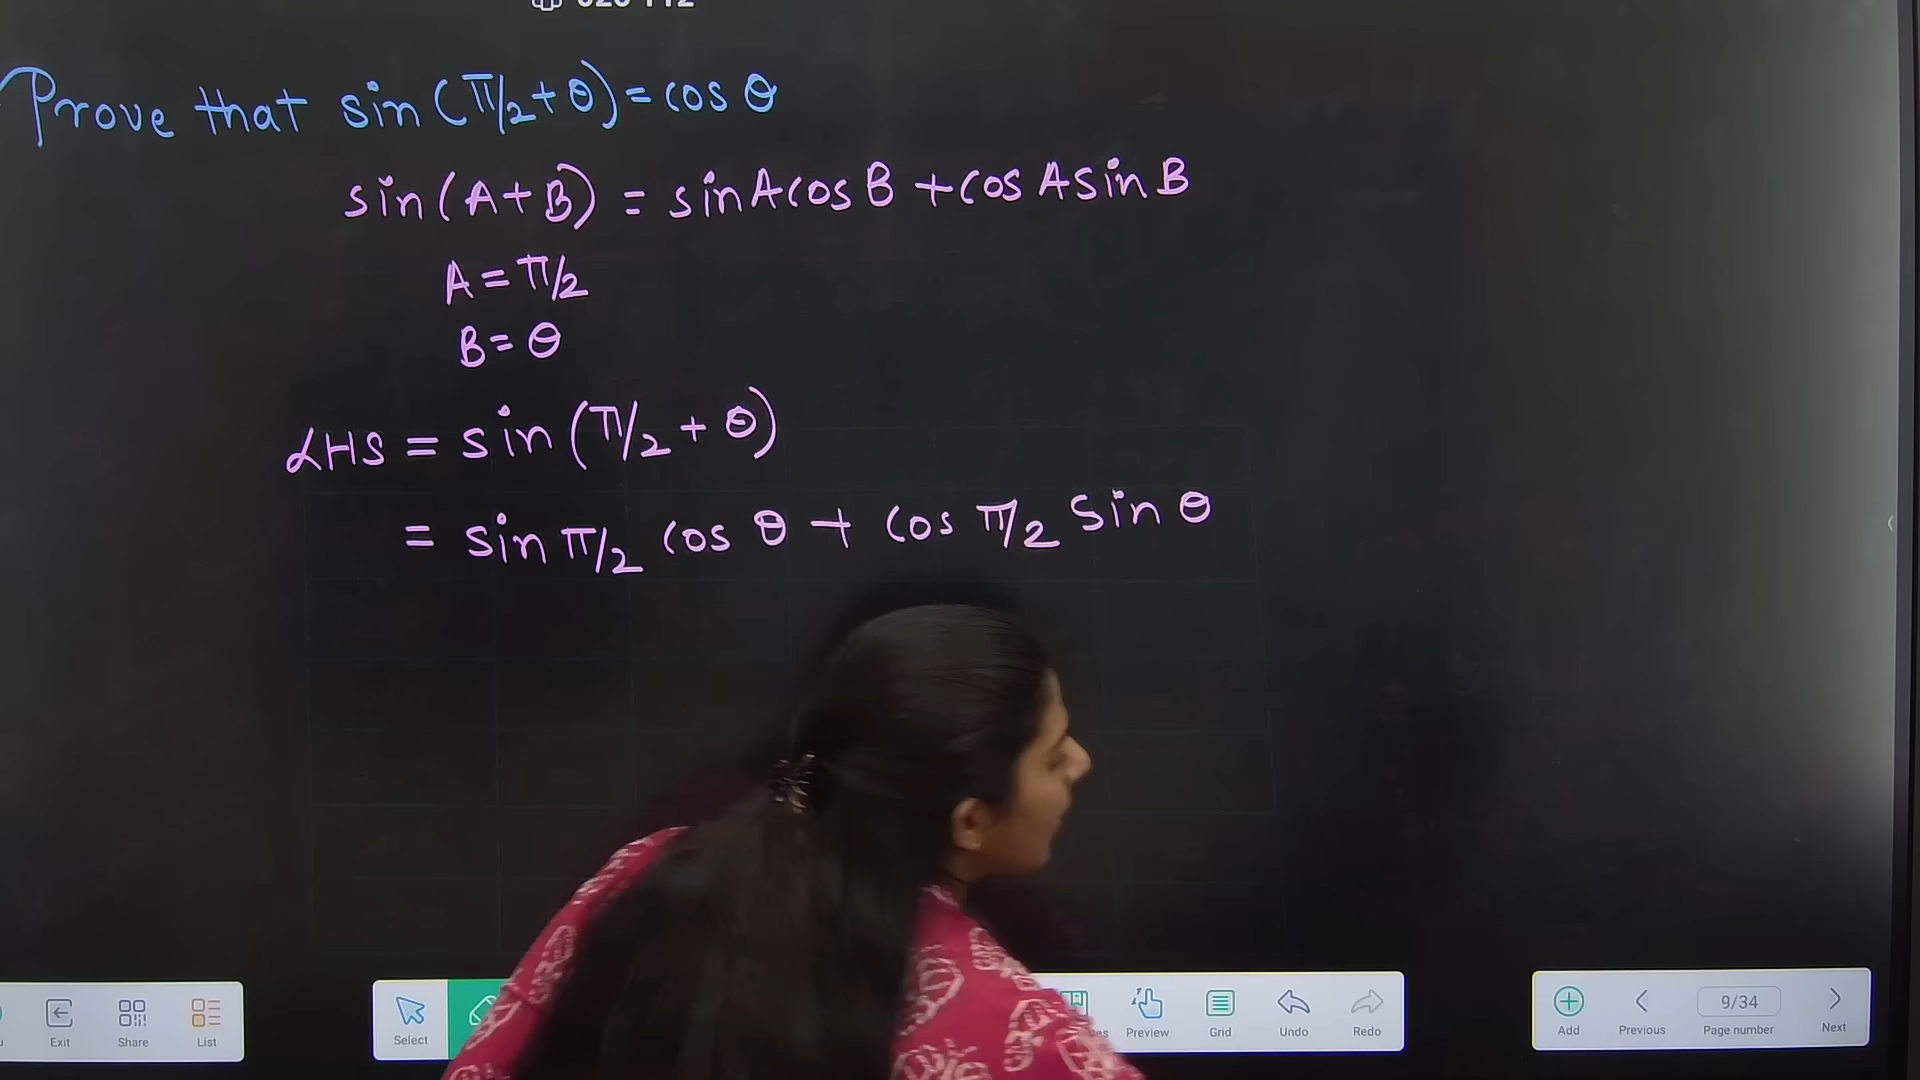 Prove that sin(π/2+θ)=cos θ
sin(A+B) = sinAcosB +cosAsinB
A=π/2
B=θ
LHS = sin(π/2+θ)
= sin π/2 cos θ + cos π/2 Sin θ
Exit Share List Select Preview Grid Undo Redo Add Previous 9/34 Page number Next